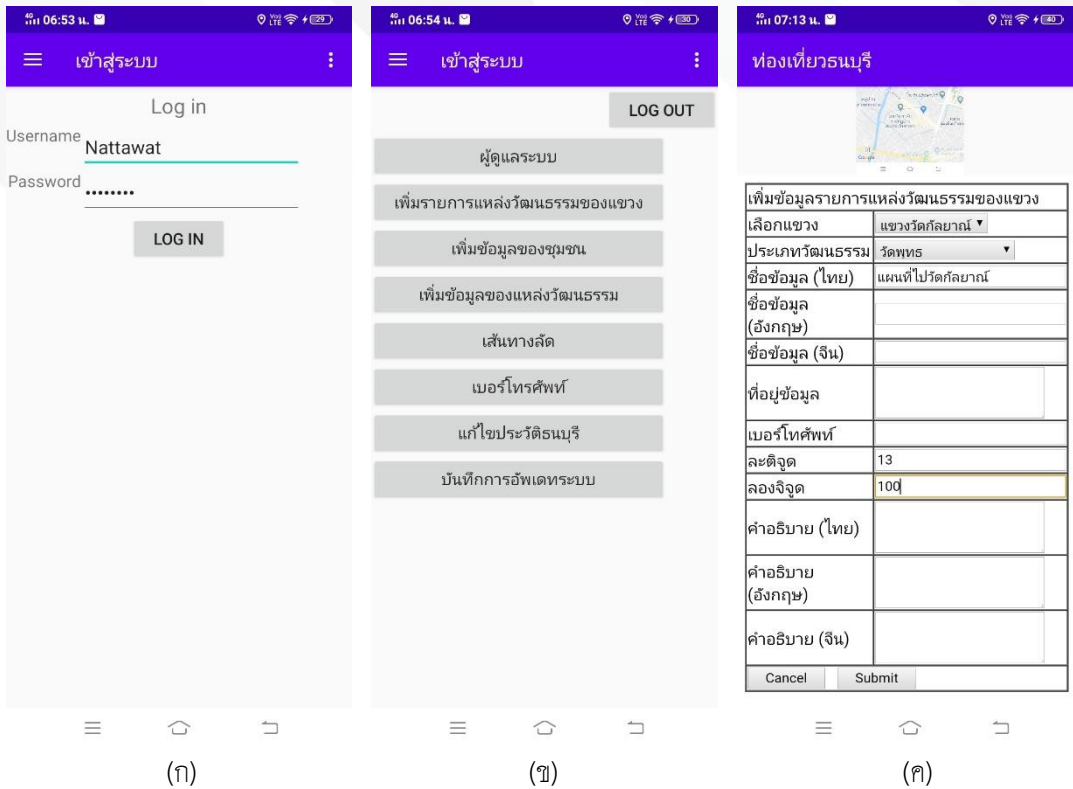 4G 06:53 น. VoLTE 29
เข้าสู่ระบบ
Log in
Username Nattawat
Password ••••••••
LOG IN
(ก)
4G 06:54 น. VoLTE 30
เข้าสู่ระบบ
LOG OUT
ผู้ดูแลระบบ
เพิ่มรายการแหล่งวัฒนธรรมของแขวง
เพิ่มข้อมูลของชุมชน
เพิ่มข้อมูลของแหล่งวัฒนธรรม
เส้นทางลัด
เบอร์โทรศัพท์
แก้ไขประวัติธนบุรี
บันทึกการอัพเดทระบบ
(ข)
4G 07:13 น. VoLTE 40
ท่องเที่ยวธนบุรี
เพิ่มข้อมูลรายการแหล่งวัฒนธรรมของแขวง
เลือกแขวง แขวงวัดกัลยาณ์
ประเภทวัฒนธรรม วัดพุทธ
ชื่อข้อมูล (ไทย) แผนที่ไปวัดกัลยาณ์
ชื่อข้อมูล
(อังกฤษ)
ชื่อข้อมูล (จีน)
ที่อยู่ข้อมูล
เบอร์โทศัพท์
ละติจูด 13
ลองจิจูด 100
คำอธิบาย (ไทย)
คำอธิบาย
(อังกฤษ)
คำอธิบาย (จีน)
Cancel Submit
(ค)